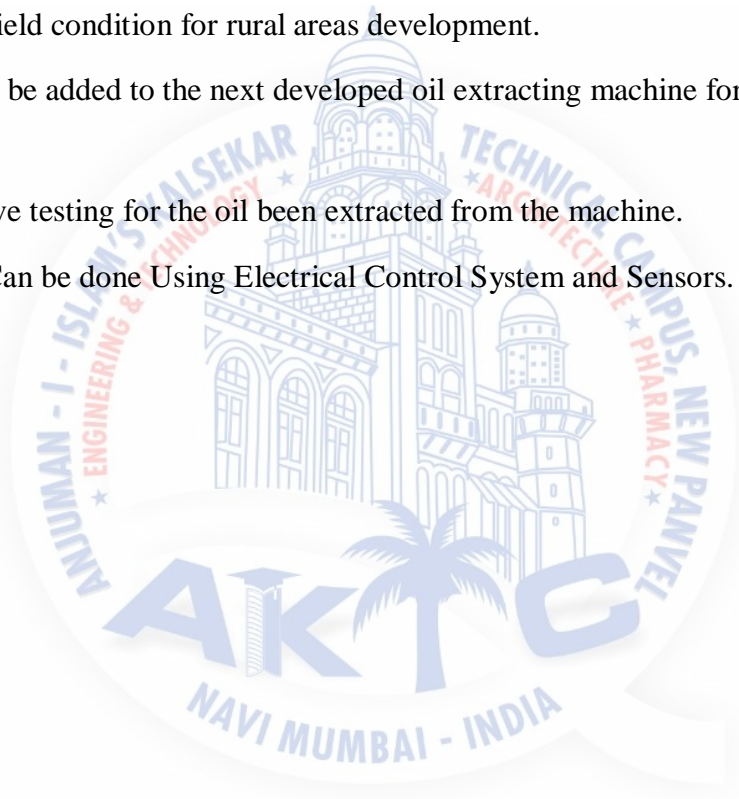 ield condition for rural areas development.
be added to the next developed oil extracting machine for
ve testing for the oil been extracted from the machine.
Can be done Using Electrical Control System and Sensors.
ANJUMAN - I - ISLAM'S KALSEKAR TECHNICAL CAMPUS, NEW PANVEL
ENGINEERING & TECHNOLOGY * * ARCHITECTURE * PHARMACY *
*
AKTC
NAVI MUMBAI - INDIA